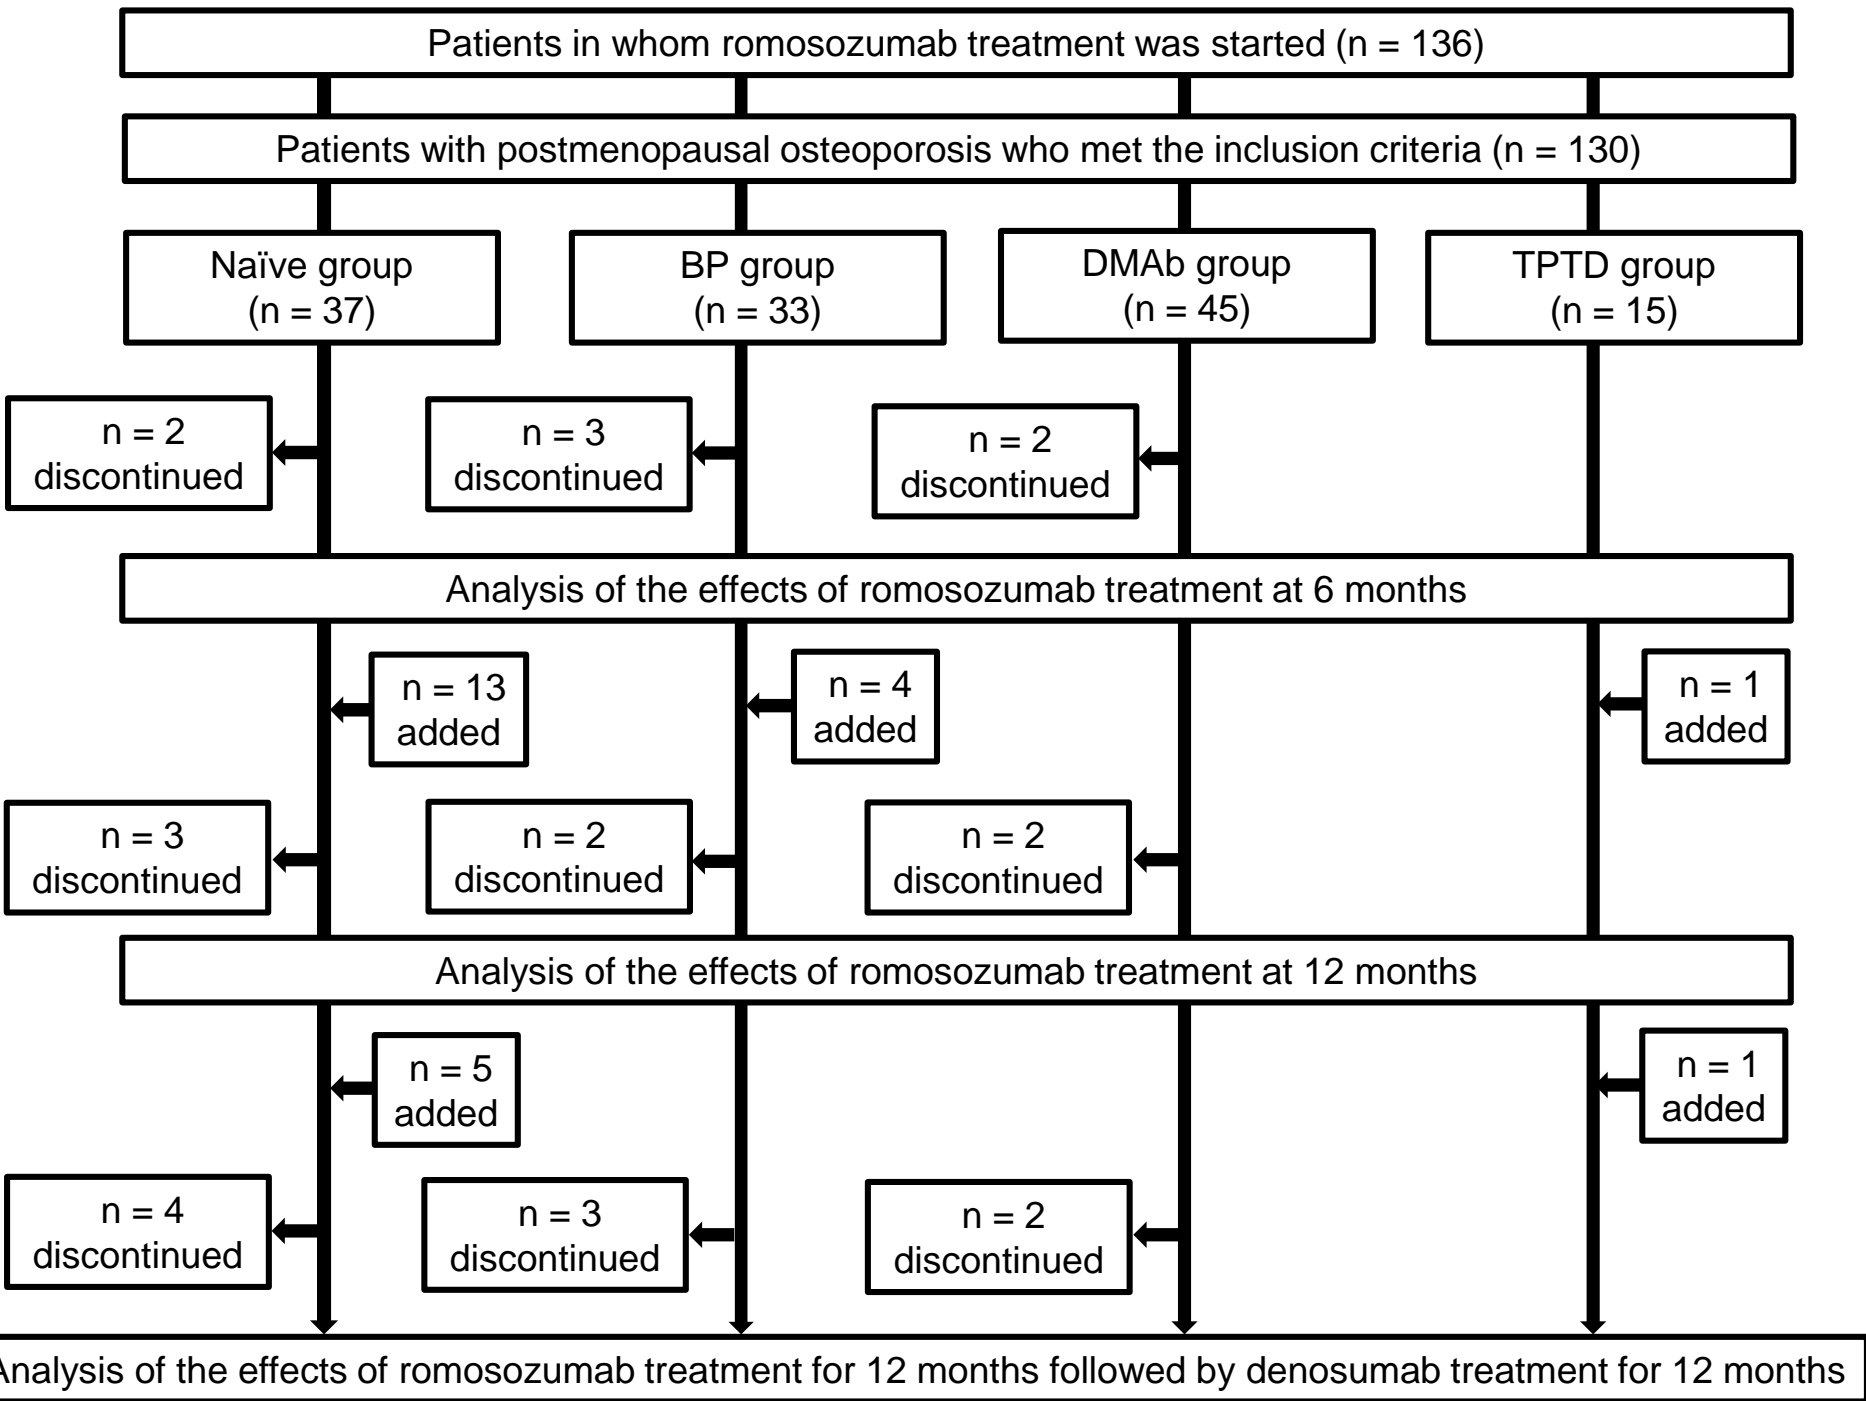 Patients in whom romosozumab treatment was started (n = 136)
Patients with postmenopausal osteoporosis who met the inclusion criteria (n = 130)
Naïve group
(n = 37)
BP group
(n = 33)
DMAb group
(n = 45)
TPTD group
(n = 15)
n = 2
discontinued
n = 3
discontinued
n = 2
discontinued
Analysis of the effects of romosozumab treatment at 6 months
n = 13
added
n = 4
added
n = 1
added
n = 3
discontinued
n = 2
discontinued
n = 2
discontinued
Analysis of the effects of romosozumab treatment at 12 months
n = 5
added
n = 1
added
n = 4
discontinued
n = 3
discontinued
n = 2
discontinued
Analysis of the effects of romosozumab treatment for 12 months followed by denosumab treatment for 12 months